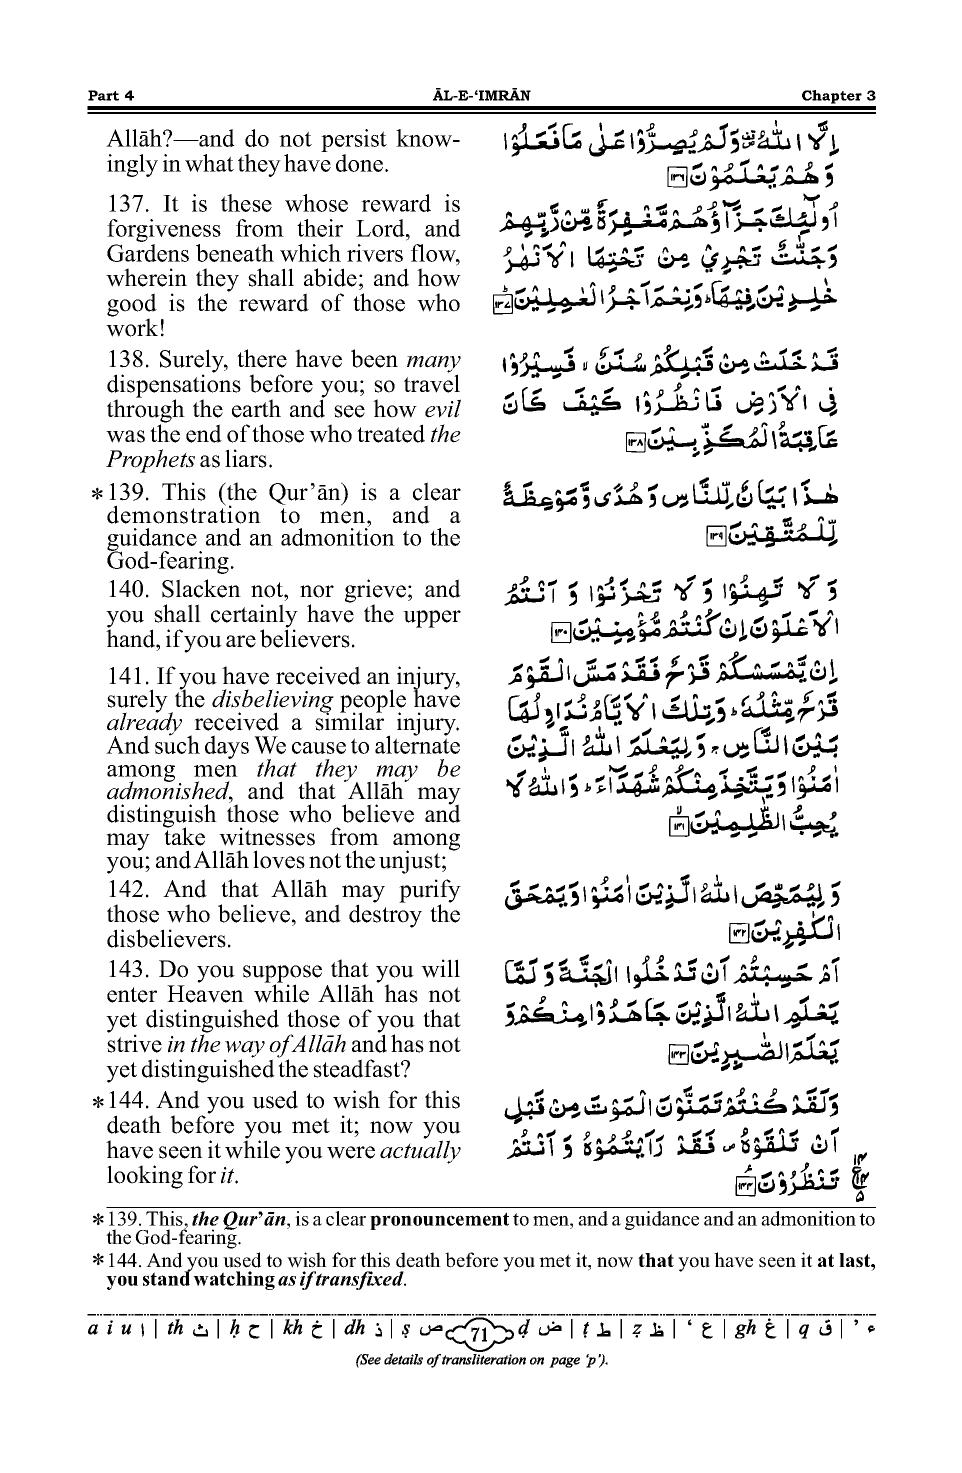 Part 4
ĀL-E-‘IMRĀN
Chapter 3
Allāh?—and do not persist know-
ingly in what they have done.
137. It is these whose reward is
forgiveness from their Lord, and
Gardens beneath which rivers flow,
wherein they shall abide; and how
good is the reward of those who
work!
138. Surely, there have been many
dispensations before you; so travel
through the earth and see how evil
was the end of those who treated the
Prophets as liars.
*139. This (the Qur’ān) is a clear
demonstration to men, and a
guidance and an admonition to the
God-fearing.
140. Slacken not, nor grieve; and
you shall certainly have the upper
hand, if you are believers.
141. If you have received an injury,
surely the disbelieving people have
already received a similar injury.
And such days We cause to alternate
among men that they may be
admonished, and that Allāh may
distinguish those who believe and
may take witnesses from among
you; and Allāh loves not the unjust;
142. And that Allāh may purify
those who believe, and destroy the
disbelievers.
143. Do you suppose that you will
enter Heaven while Allāh has not
yet distinguished those of you that
strive in the way of Allāh and has not
yet distinguished the steadfast?
*144. And you used to wish for this
death before you met it; now you
have seen it while you were actually
looking for it.
اِلَّا اللّٰهُ ۪۟ وَلَمْ يُصِرُّوْا عَلٰى مَا فَعَلُوْا
وَهُمْ يَعْلَمُوْنَ ۝۱۳۶
اُولٰٓئِكَ جَزَآؤُهُمْ مَّغْفِرَةٌ مِّنْ رَّبِّهِمْ
وَجَنّٰتٌ تَجْرِيْ مِنْ تَحْتِهَا الْاَنْهٰرُ
خٰلِدِيْنَ فِيْهَا ؕ وَنِعْمَ اَجْرُ الْعٰمِلِيْنَ ؕ۝۱۳۷
قَدْ خَلَتْ مِنْ قَبْلِكُمْ سُنَنٌ ۙ فَسِيْرُوْا
فِى الْاَرْضِ فَانْظُرُوْا كَيْفَ كَانَ
عَاقِبَةُ الْمُكَذِّبِيْنَ ۝۱۳۸
هٰذَا بَيَانٌ لِّلنَّاسِ وَهُدًى وَّمَوْعِظَةٌ
لِّلْمُتَّقِيْنَ ۝۱۳۹
وَلَا تَهِنُوْا وَلَا تَحْزَنُوْا وَاَنْتُمُ
الْاَعْلَوْنَ اِنْ كُنْتُمْ مُّؤْمِنِيْنَ ۝۱۴۰
اِنْ يَّمْسَسْكُمْ قَرْحٌ فَقَدْ مَسَّ الْقَوْمَ
قَرْحٌ مِّثْلُهٗ ؕ وَتِلْكَ الْاَيَّامُ نُدَاوِلُهَا
بَيْنَ النَّاسِ ۚ وَلِيَعْلَمَ اللّٰهُ الَّذِيْنَ
اٰمَنُوْا وَيَتَّخِذَ مِنْكُمْ شُهَدَآءَ ؕ وَاللّٰهُ لَا
يُحِبُّ الظّٰلِمِيْنَ ۙ۝۱۴۱
وَلِيُمَحِّصَ اللّٰهُ الَّذِيْنَ اٰمَنُوْا وَيَمْحَقَ
الْكٰفِرِيْنَ ۝۱۴۲
اَمْ حَسِبْتُمْ اَنْ تَدْخُلُوا الْجَنَّةَ وَلَمَّا
يَعْلَمِ اللّٰهُ الَّذِيْنَ جَاهَدُوْا مِنْكُمْ وَ
يَعْلَمَ الصّٰبِرِيْنَ ۝۱۴۳
وَلَقَدْ كُنْتُمْ تَمَنَّوْنَ الْمَوْتَ مِنْ قَبْلِ
اَنْ تَلْقَوْهُ ۪ فَقَدْ رَاَيْتُمُوْهُ وَاَنْتُمْ
تَنْظُرُوْنَ ۝۱۴۴
*139. This, the Qur’ān, is a clear pronouncement to men, and a guidance and an admonition to
the God-fearing.
*144. And you used to wish for this death before you met it, now that you have seen it at last,
you stand watching as if transfixed.
a i u ا | th ث | ḥ ح | kh خ | dh ذ | ṣ ص 71 ḍ ض | ṭ ط | ẓ ظ | ‘ ع | gh غ | q ق | ’ ء
(See details of transliteration on page ‘p’).